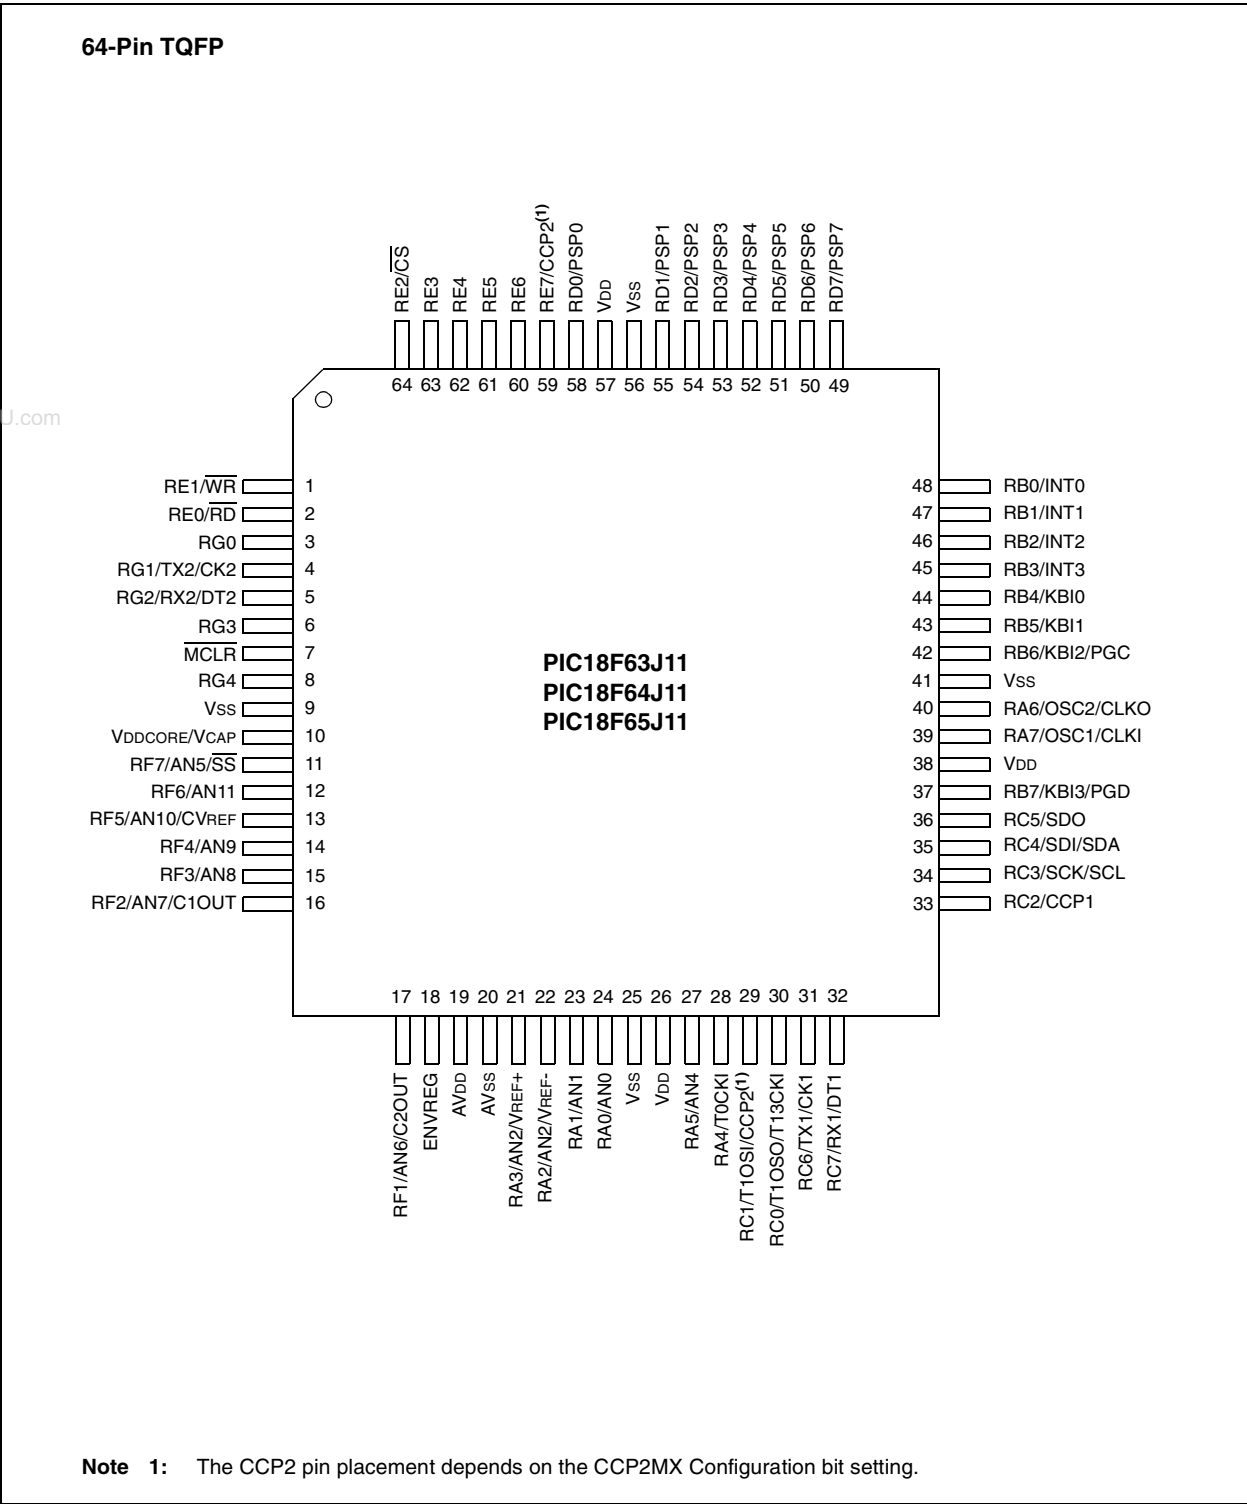 64-Pin TQFP
RE2/CS
RE3
RE4
RE5
RE6
RE7/CCP2(1)
RD0/PSP0
VDD
VSS
RD1/PSP1
RD2/PSP2
RD3/PSP3
RD4/PSP4
RD5/PSP5
RD6/PSP6
RD7/PSP7
64 63 62 61 60 59 58 57 56 55 54 53 52 51 50 49
U.com
RE1/WR 1
RE0/RD 2
RG0 3
RG1/TX2/CK2 4
RG2/RX2/DT2 5
RG3 6
MCLR 7
RG4 8
VSS 9
VDDCORE/VCAP 10
RF7/AN5/SS 11
RF6/AN11 12
RF5/AN10/CVREF 13
RF4/AN9 14
RF3/AN8 15
RF2/AN7/C1OUT 16
PIC18F63J11
PIC18F64J11
PIC18F65J11
48 RB0/INT0
47 RB1/INT1
46 RB2/INT2
45 RB3/INT3
44 RB4/KBI0
43 RB5/KBI1
42 RB6/KBI2/PGC
41 VSS
40 RA6/OSC2/CLKO
39 RA7/OSC1/CLKI
38 VDD
37 RB7/KBI3/PGD
36 RC5/SDO
35 RC4/SDI/SDA
34 RC3/SCK/SCL
33 RC2/CCP1
17 18 19 20 21 22 23 24 25 26 27 28 29 30 31 32
RF1/AN6/C2OUT
ENVREG
AVDD
AVSS
RA3/AN2/VREF+
RA2/AN2/VREF-
RA1/AN1
RA0/AN0
VSS
VDD
RA5/AN4
RA4/T0CKI
RC1/T1OSI/CCP2(1)
RC0/T1OSO/T13CKI
RC6/TX1/CK1
RC7/RX1/DT1
Note 1: The CCP2 pin placement depends on the CCP2MX Configuration bit setting.